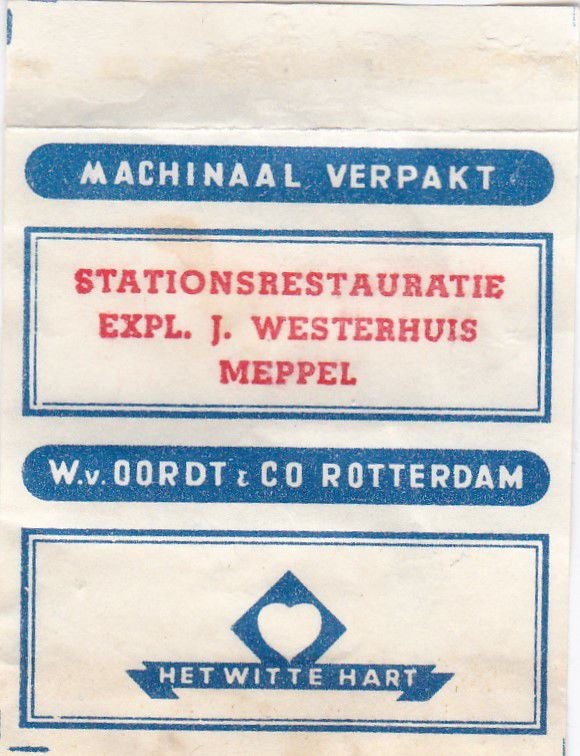 MACHINAAL VERPAKT
STATIONSRESTAURATIE
EXPL. J. WESTERHUIS
MEPPEL
W.v. OORDT & CO ROTTERDAM
HET WITTE HART